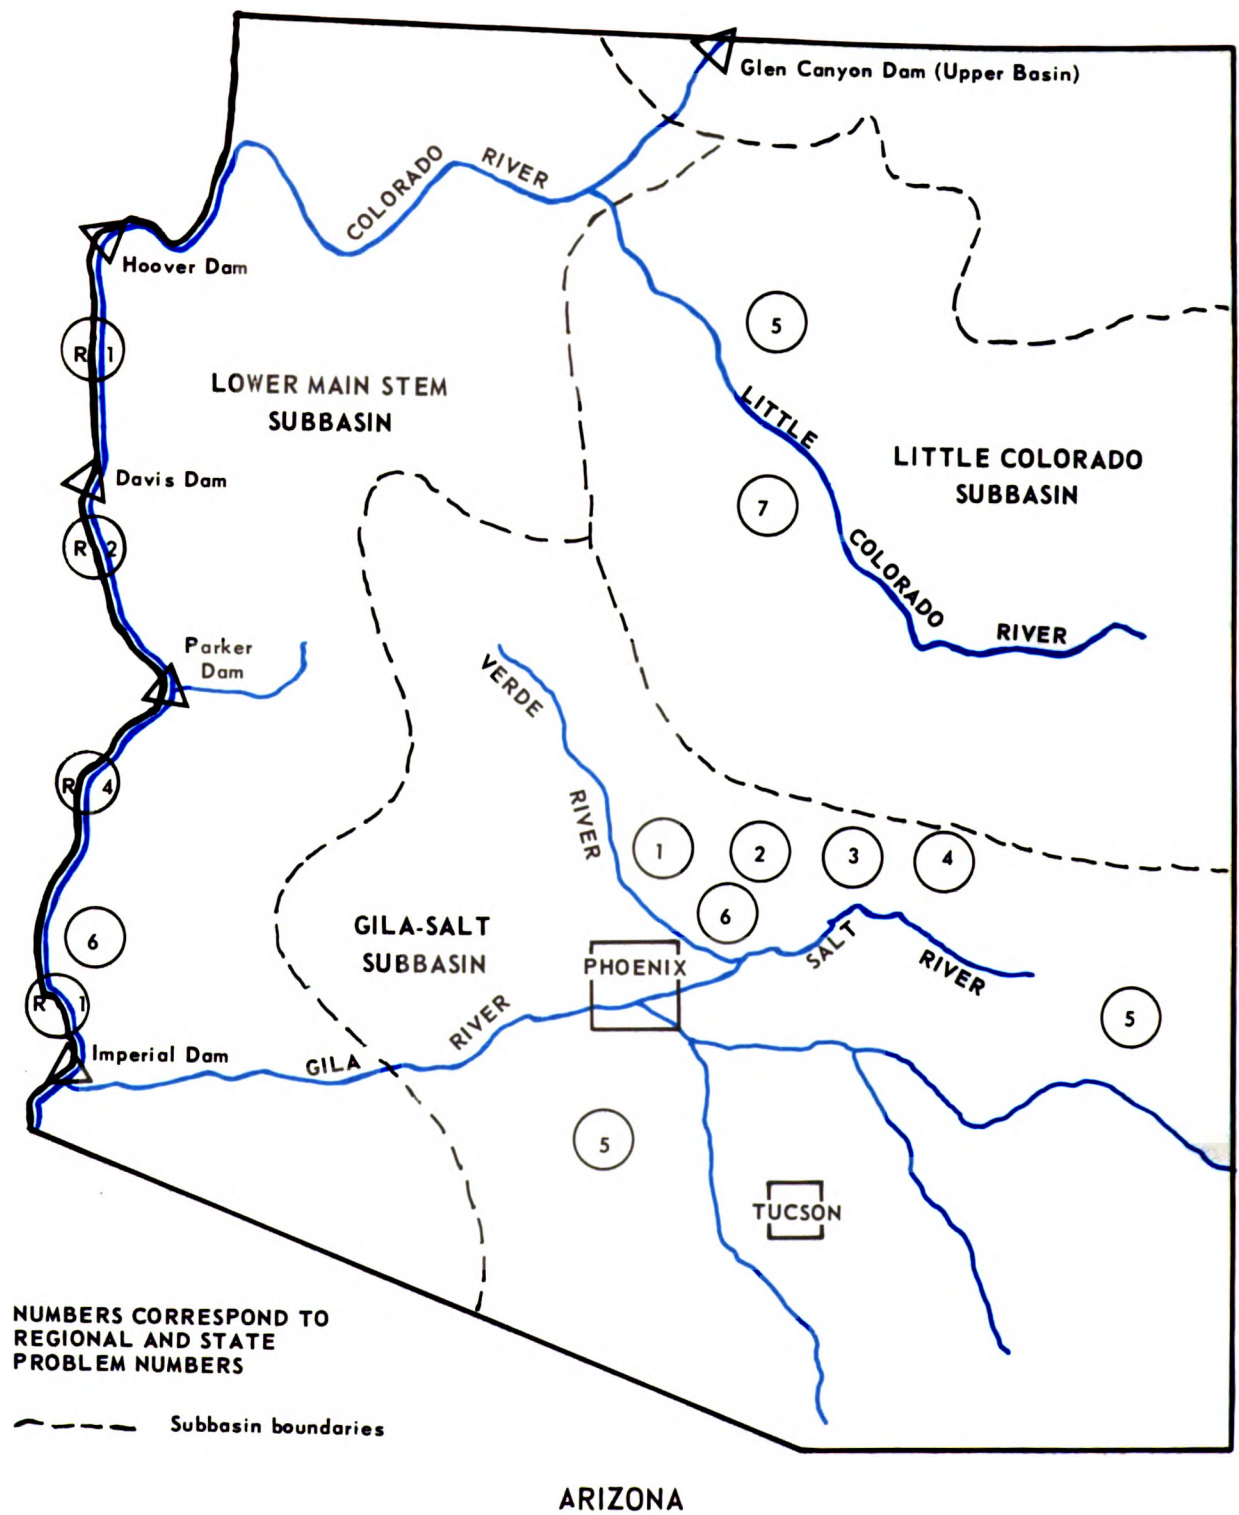 Glen Canyon Dam (Upper Basin)
COLORADO RIVER
Hoover Dam
5
R 1
LOWER MAIN STEM
SUBBASIN
LITTLE COLORADO RIVER
LITTLE COLORADO
SUBBASIN
Davis Dam
7
R 2
Parker
Dam
VERDE RIVER
R 4
1
2
3
4
6
6
GILA-SALT
SUBBASIN
PHOENIX
SALT RIVER
R 1
5
GILA RIVER
Imperial Dam
5
TUCSON
NUMBERS CORRESPOND TO
REGIONAL AND STATE
PROBLEM NUMBERS
Subbasin boundaries
ARIZONA